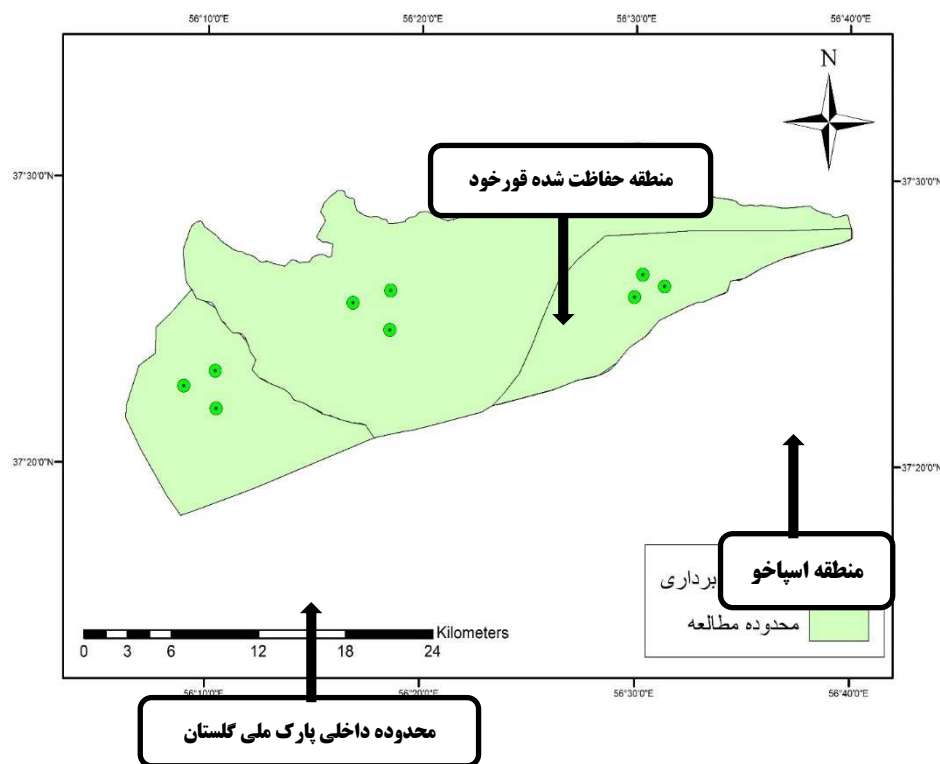 56°10'0"E 56°20'0"E 56°30'0"E 56°40'0"E
N
منطقه حفاظت شده قورخود
37°30'0"N 37°30'0"N
37°20'0"N 37°20'0"N
منطقه اسپاخو
برداری
محدوده مطالعه
Kilometers
0 3 6 12 18 24
56°10'0"E 56°20'0"E 56°30'0"E 56°40'0"E
محدوده داخلی پارک ملی گلستان